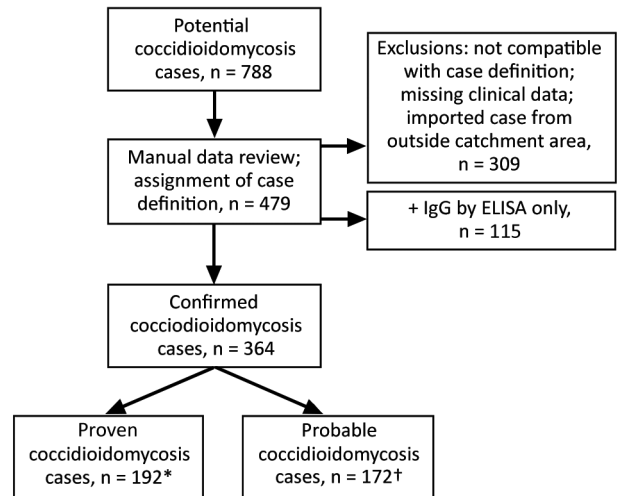 Potential
coccidioidomycosis
cases, n = 788
Exclusions: not compatible
with case definition;
missing clinical data;
imported case from
outside catchment area,
n = 309
Manual data review;
assignment of case
definition, n = 479
+ IgG by ELISA only,
n = 115
Confirmed
cocciodioidomycosis
cases, n = 364
Proven
coccidioidomycosis
cases, n = 192*
Probable
coccidioidomycosis
cases, n = 172†